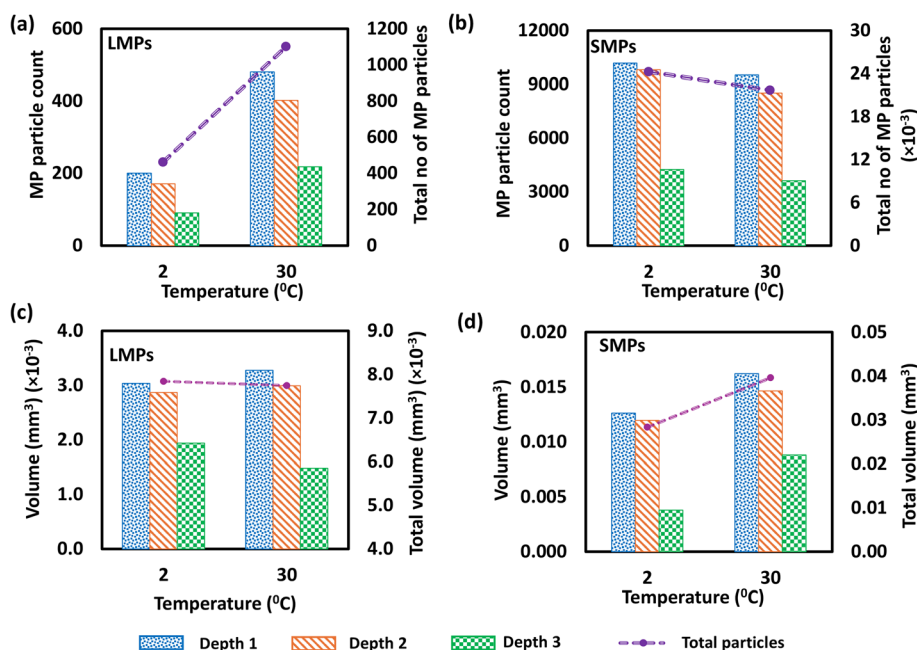 (a)
LMPs
MP particle count
600
400
200
0
1200
1000
800
600
400
200
0
Total no of MP particles
2
30
Temperature (⁰C)
(b)
SMPs
MP particle count
12000
9000
6000
3000
0
30
24
18
12
6
0
Total no of MP particles
(×10⁻³)
2
30
Temperature (⁰C)
(c)
LMPs
Volume (mm³) (×10⁻³)
4.0
3.0
2.0
1.0
0.0
9.0
8.0
7.0
6.0
5.0
4.0
Total volume (mm³) (×10⁻³)
2
30
Temperature (⁰C)
(d)
SMPs
Volume (mm³)
0.020
0.015
0.010
0.005
0.000
0.05
0.04
0.03
0.02
0.01
0.00
Total volume (mm³)
2
30
Temperature (⁰C)
Depth 1
Depth 2
Depth 3
Total particles